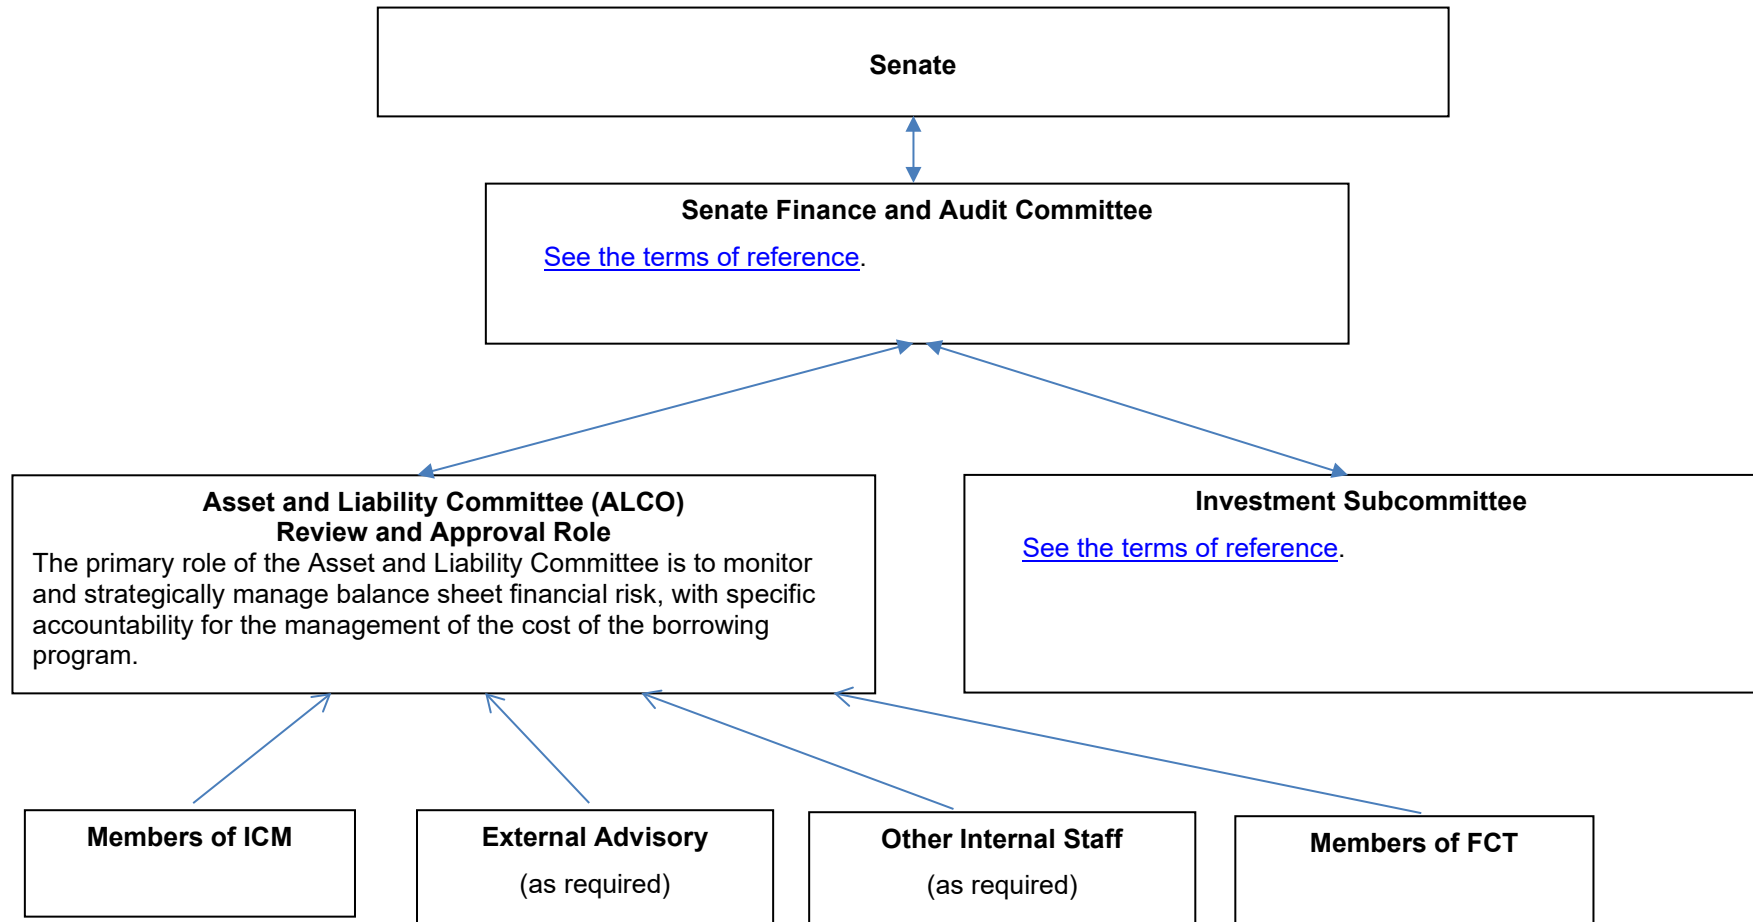 Senate
Senate Finance and Audit Committee
See the terms of reference.
Asset and Liability Committee (ALCO)
Review and Approval Role
The primary role of the Asset and Liability Committee is to monitor
and strategically manage balance sheet financial risk, with specific
accountability for the management of the cost of the borrowing
program.
Investment Subcommittee
See the terms of reference.
Members of ICM
External Advisory
(as required)
Other Internal Staff
(as required)
Members of FCT